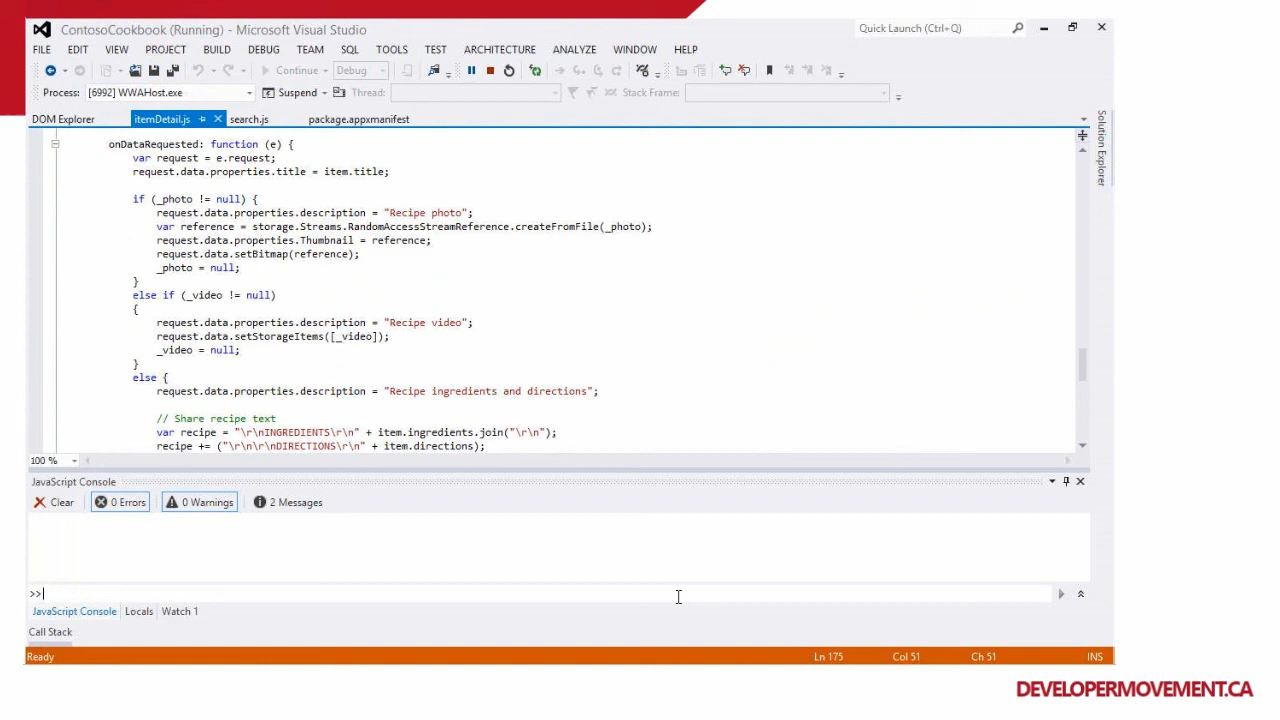 ContosoCookbook (Running) - Microsoft Visual Studio
Quick Launch (Ctrl+Q)
FILE EDIT VIEW PROJECT BUILD DEBUG TEAM SQL TOOLS TEST ARCHITECTURE ANALYZE WINDOW HELP
Continue Debug
Process: [6992] WWAHost.exe Suspend Thread: Stack Frame:
DOM Explorer itemDetail.js search.js package.appxmanifest
Solution Explorer
onDataRequested: function (e) {
var request = e.request;
request.data.properties.title = item.title;
if (_photo != null) {
request.data.properties.description = "Recipe photo";
var reference = storage.Streams.RandomAccessStreamReference.createFromFile(_photo);
request.data.properties.Thumbnail = reference;
request.data.setBitmap(reference);
_photo = null;
}
else if (_video != null)
{
request.data.properties.description = "Recipe video";
request.data.setStorageItems([_video]);
_video = null;
}
else {
request.data.properties.description = "Recipe ingredients and directions";
// Share recipe text
var recipe = "\r\nINGREDIENTS\r\n" + item.ingredients.join("\r\n");
recipe += ("\r\n\r\nDIRECTIONS\r\n" + item.directions);
100 %
JavaScript Console
Clear 0 Errors 0 Warnings 2 Messages
>>
JavaScript Console Locals Watch 1
Call Stack
Ready Ln 175 Col 51 Ch 51 INS
DEVELOPERMOVEMENT.CA